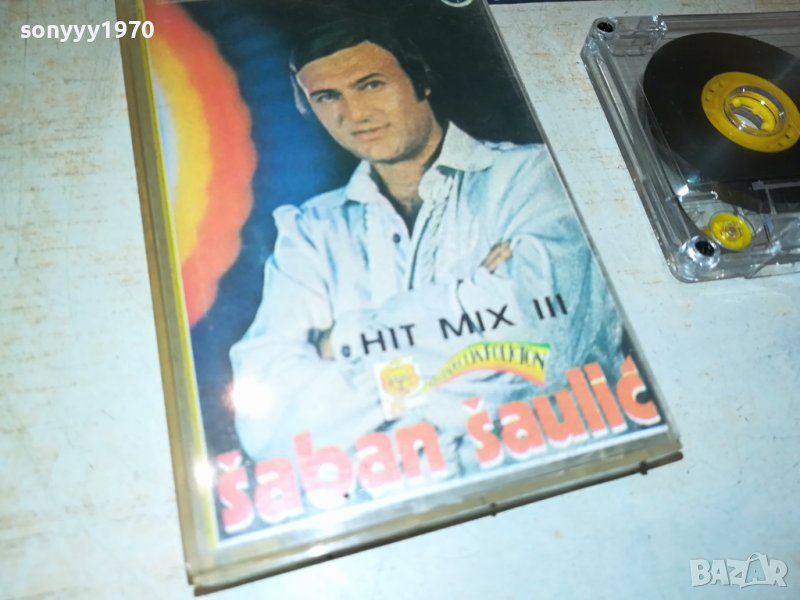 sonyyy1970
HIT MIX III
šaban šaulić
BAZAR